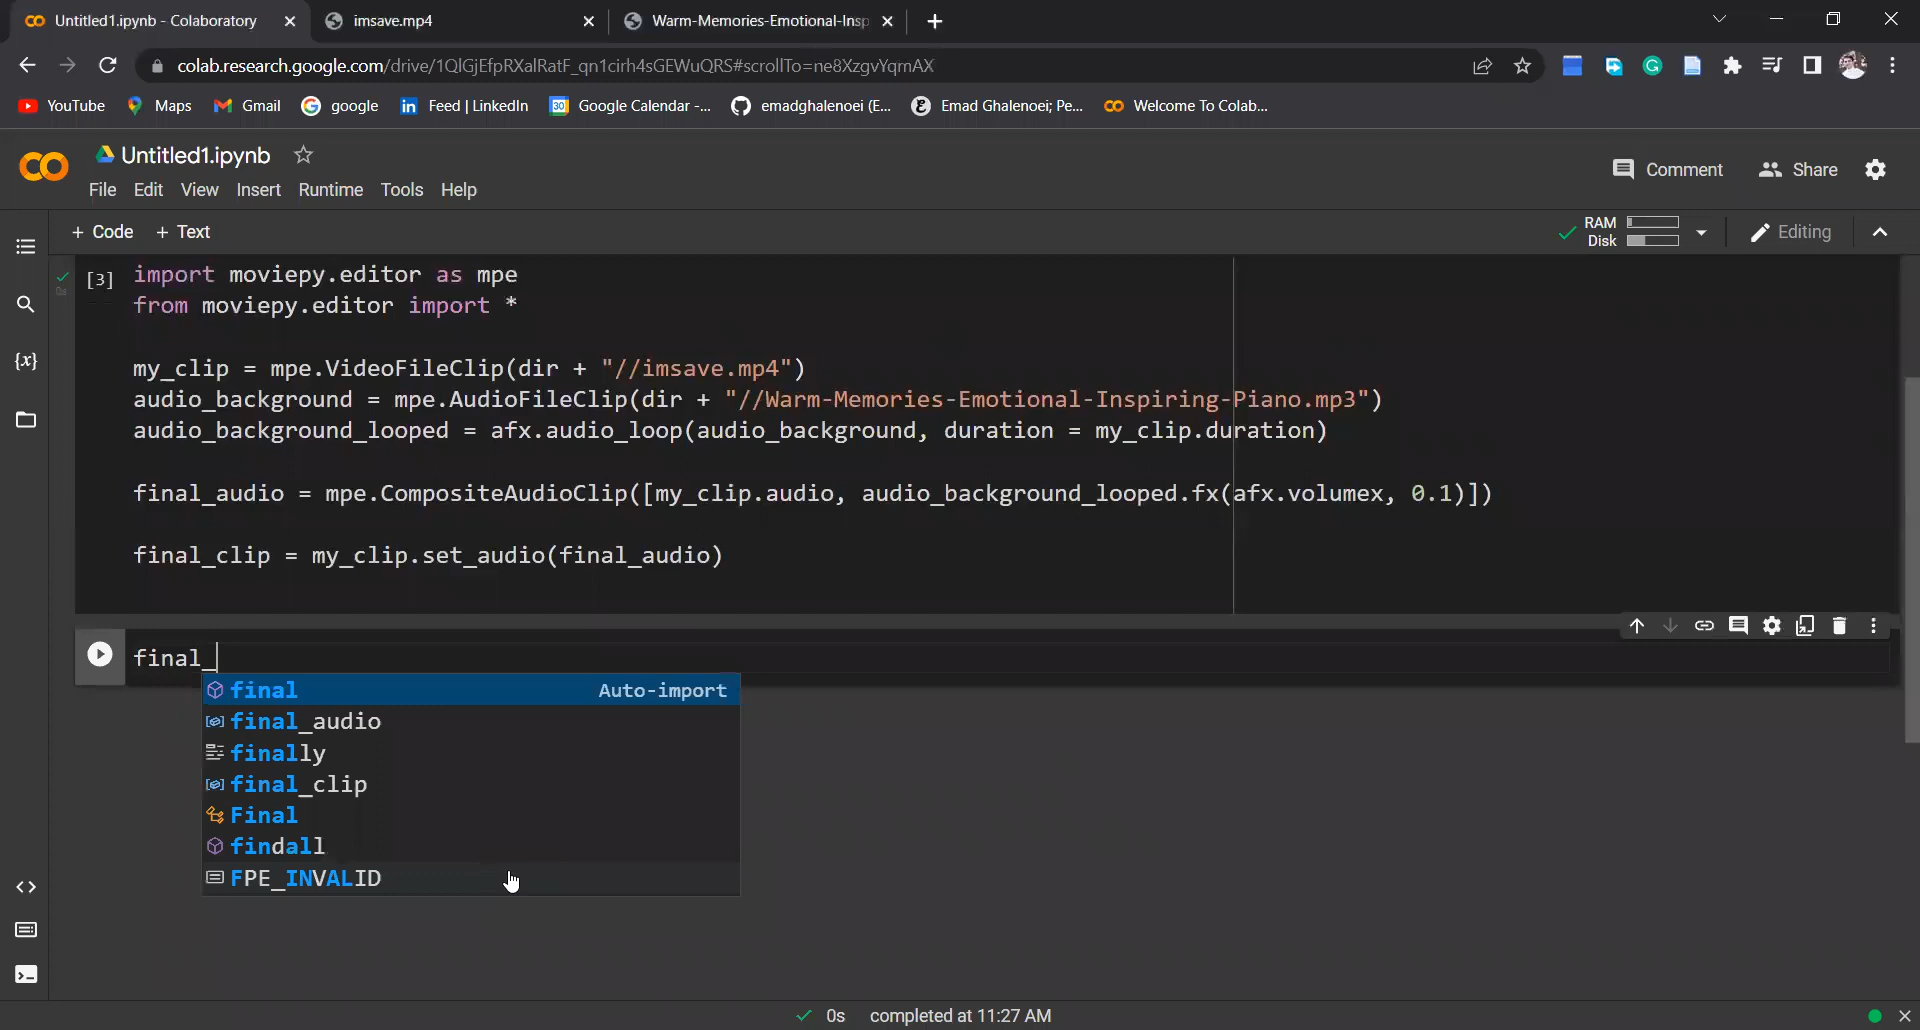 Untitled1.ipynb - Colaboratory
imsave.mp4
Warm-Memories-Emotional-Insp
colab.research.google.com/drive/1QlGjEfpRXalRatF_qn1cirh4sGEWuQRS#scrollTo=ne8XzgvYqmAX
YouTube
Maps
Gmail
google
Feed | LinkedIn
Google Calendar -...
emadghalenoei (E...
Emad Ghalenoei; Pe...
Welcome To Colab...
Untitled1.ipynb
File Edit View Insert Runtime Tools Help
Comment
Share
+ Code + Text
RAM
Disk
Editing
[3]
import moviepy.editor as mpe
from moviepy.editor import *
my_clip = mpe.VideoFileClip(dir + "//imsave.mp4")
audio_background = mpe.AudioFileClip(dir + "//Warm-Memories-Emotional-Inspiring-Piano.mp3")
audio_background_looped = afx.audio_loop(audio_background, duration = my_clip.duration)
final_audio = mpe.CompositeAudioClip([my_clip.audio, audio_background_looped.fx(afx.volumex, 0.1)])
final_clip = my_clip.set_audio(final_audio)
final_
final Auto-import
final_audio
finally
final_clip
Final
findall
FPE_INVALID
0s completed at 11:27 AM